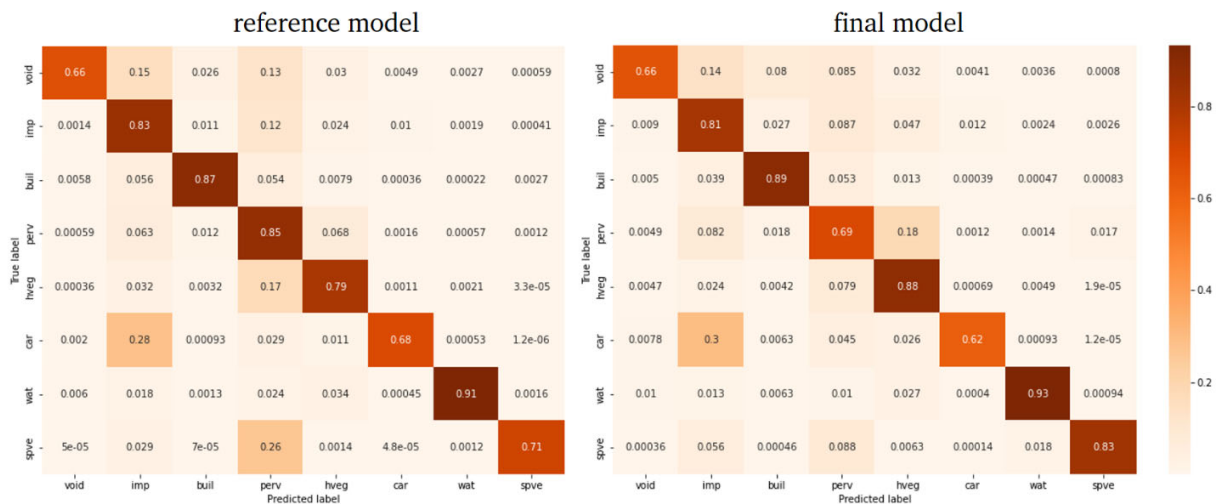 reference model
final model
void 0.66 0.15 0.026 0.13 0.03 0.0049 0.0027 0.00059
imp 0.0014 0.83 0.011 0.12 0.024 0.01 0.0019 0.00041
buil 0.0058 0.056 0.87 0.054 0.0079 0.00036 0.00022 0.0027
perv 0.00059 0.063 0.012 0.85 0.068 0.0016 0.00057 0.0012
hveg 0.00036 0.032 0.0032 0.17 0.79 0.0011 0.0021 3.3e-05
car 0.002 0.28 0.00093 0.029 0.011 0.68 0.00053 1.2e-06
wat 0.006 0.018 0.0013 0.024 0.034 0.00045 0.91 0.0016
spve 5e-05 0.029 7e-05 0.26 0.0014 4.8e-05 0.0012 0.71
True label
void imp buil perv hveg car wat spve
Predicted label
void 0.66 0.14 0.08 0.085 0.032 0.0041 0.0036 0.0008
imp 0.009 0.81 0.027 0.087 0.047 0.012 0.0024 0.0026
buil 0.005 0.039 0.89 0.053 0.013 0.00039 0.00047 0.00083
perv 0.0049 0.082 0.018 0.69 0.18 0.0012 0.0014 0.017
hveg 0.0047 0.024 0.0042 0.079 0.88 0.00069 0.0049 1.9e-05
car 0.0078 0.3 0.0063 0.045 0.026 0.62 0.00093 1.2e-05
wat 0.01 0.013 0.0063 0.01 0.027 0.0004 0.93 0.00094
spve 0.00036 0.056 0.00046 0.088 0.0063 0.00014 0.018 0.83
True label
void imp buil perv hveg car wat spve
Predicted label
0.8
0.6
0.4
0.2